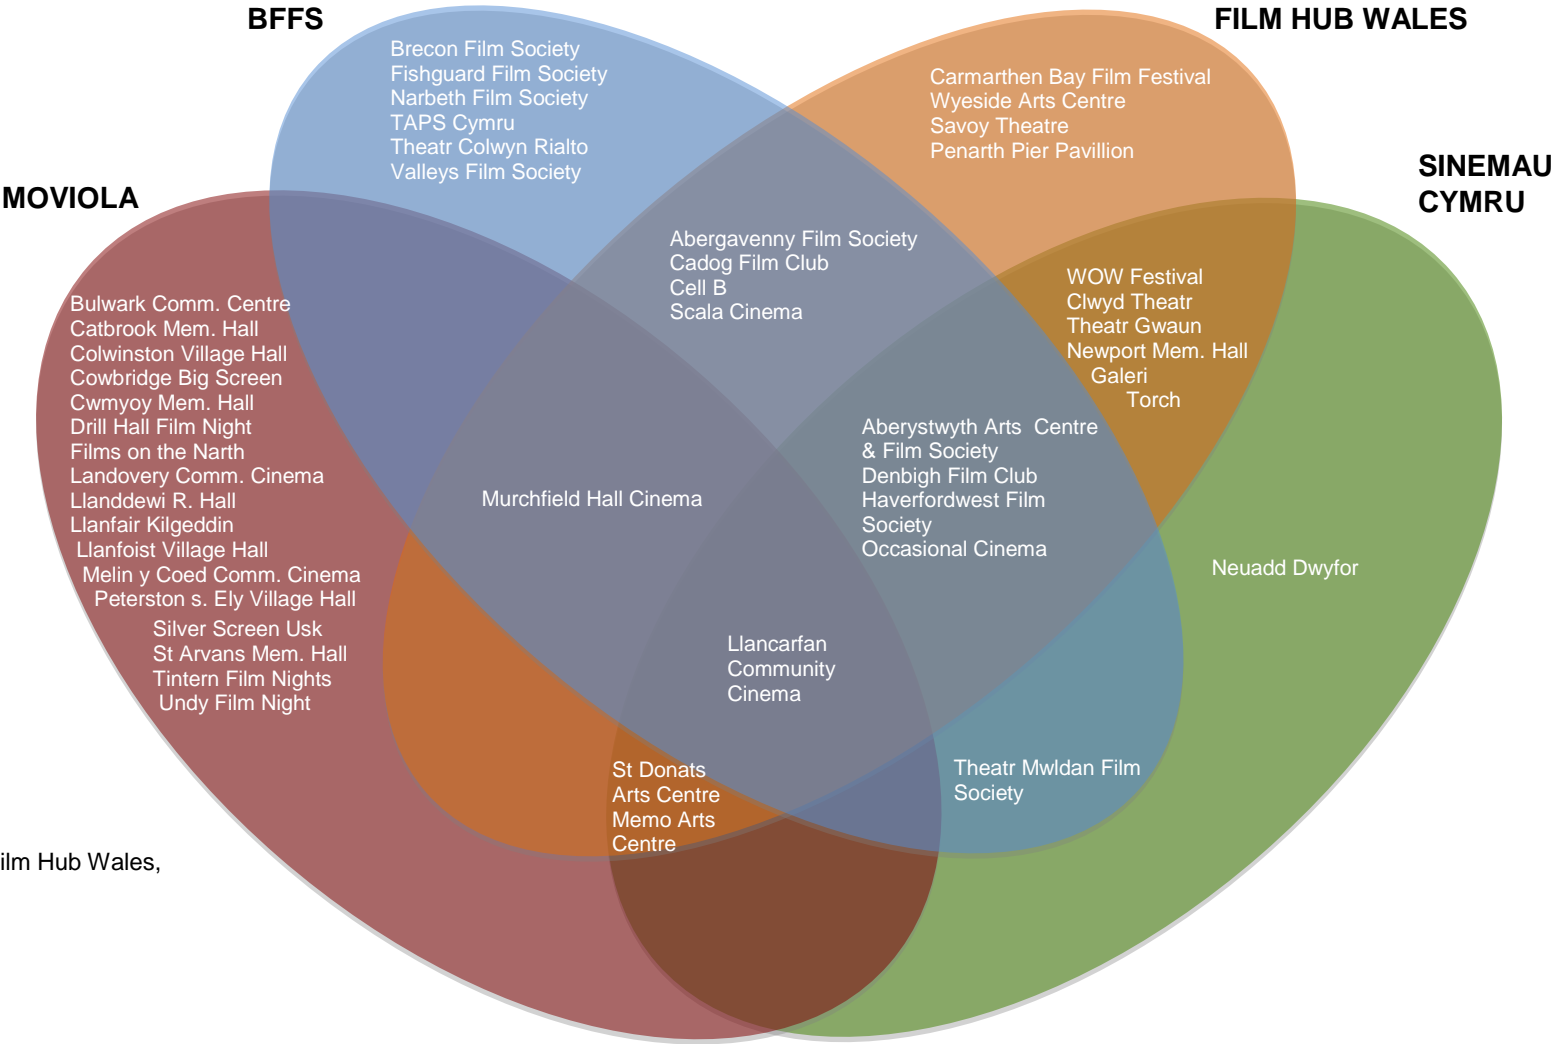 BFFS
FILM HUB WALES
MOVIOLA
SINEMAU
CYMRU
Brecon Film Society
Fishguard Film Society
Narbeth Film Society
TAPS Cymru
Theatr Colwyn Rialto
Valleys Film Society
Carmarthen Bay Film Festival
Wyeside Arts Centre
Savoy Theatre
Penarth Pier Pavillion
Abergavenny Film Society
Cadog Film Club
Cell B
Scala Cinema
WOW Festival
Clwyd Theatr
Theatr Gwaun
Newport Mem. Hall
Galeri
Torch
Bulwark Comm. Centre
Catbrook Mem. Hall
Colwinston Village Hall
Cowbridge Big Screen
Cwmyoy Mem. Hall
Drill Hall Film Night
Films on the Narth
Landovery Comm. Cinema
Llanddewi R. Hall
Llanfair Kilgeddin
Llanfoist Village Hall
Melin y Coed Comm. Cinema
Peterston s. Ely Village Hall
Silver Screen Usk
St Arvans Mem. Hall
Tintern Film Nights
Undy Film Night
Murchfield Hall Cinema
Aberystwyth Arts Centre
& Film Society
Denbigh Film Club
Haverfordwest Film
Society
Occasional Cinema
Neuadd Dwyfor
Llancarfan
Community
Cinema
St Donats
Arts Centre
Memo Arts
Centre
Theatr Mwldan Film
Society
ilm Hub Wales,